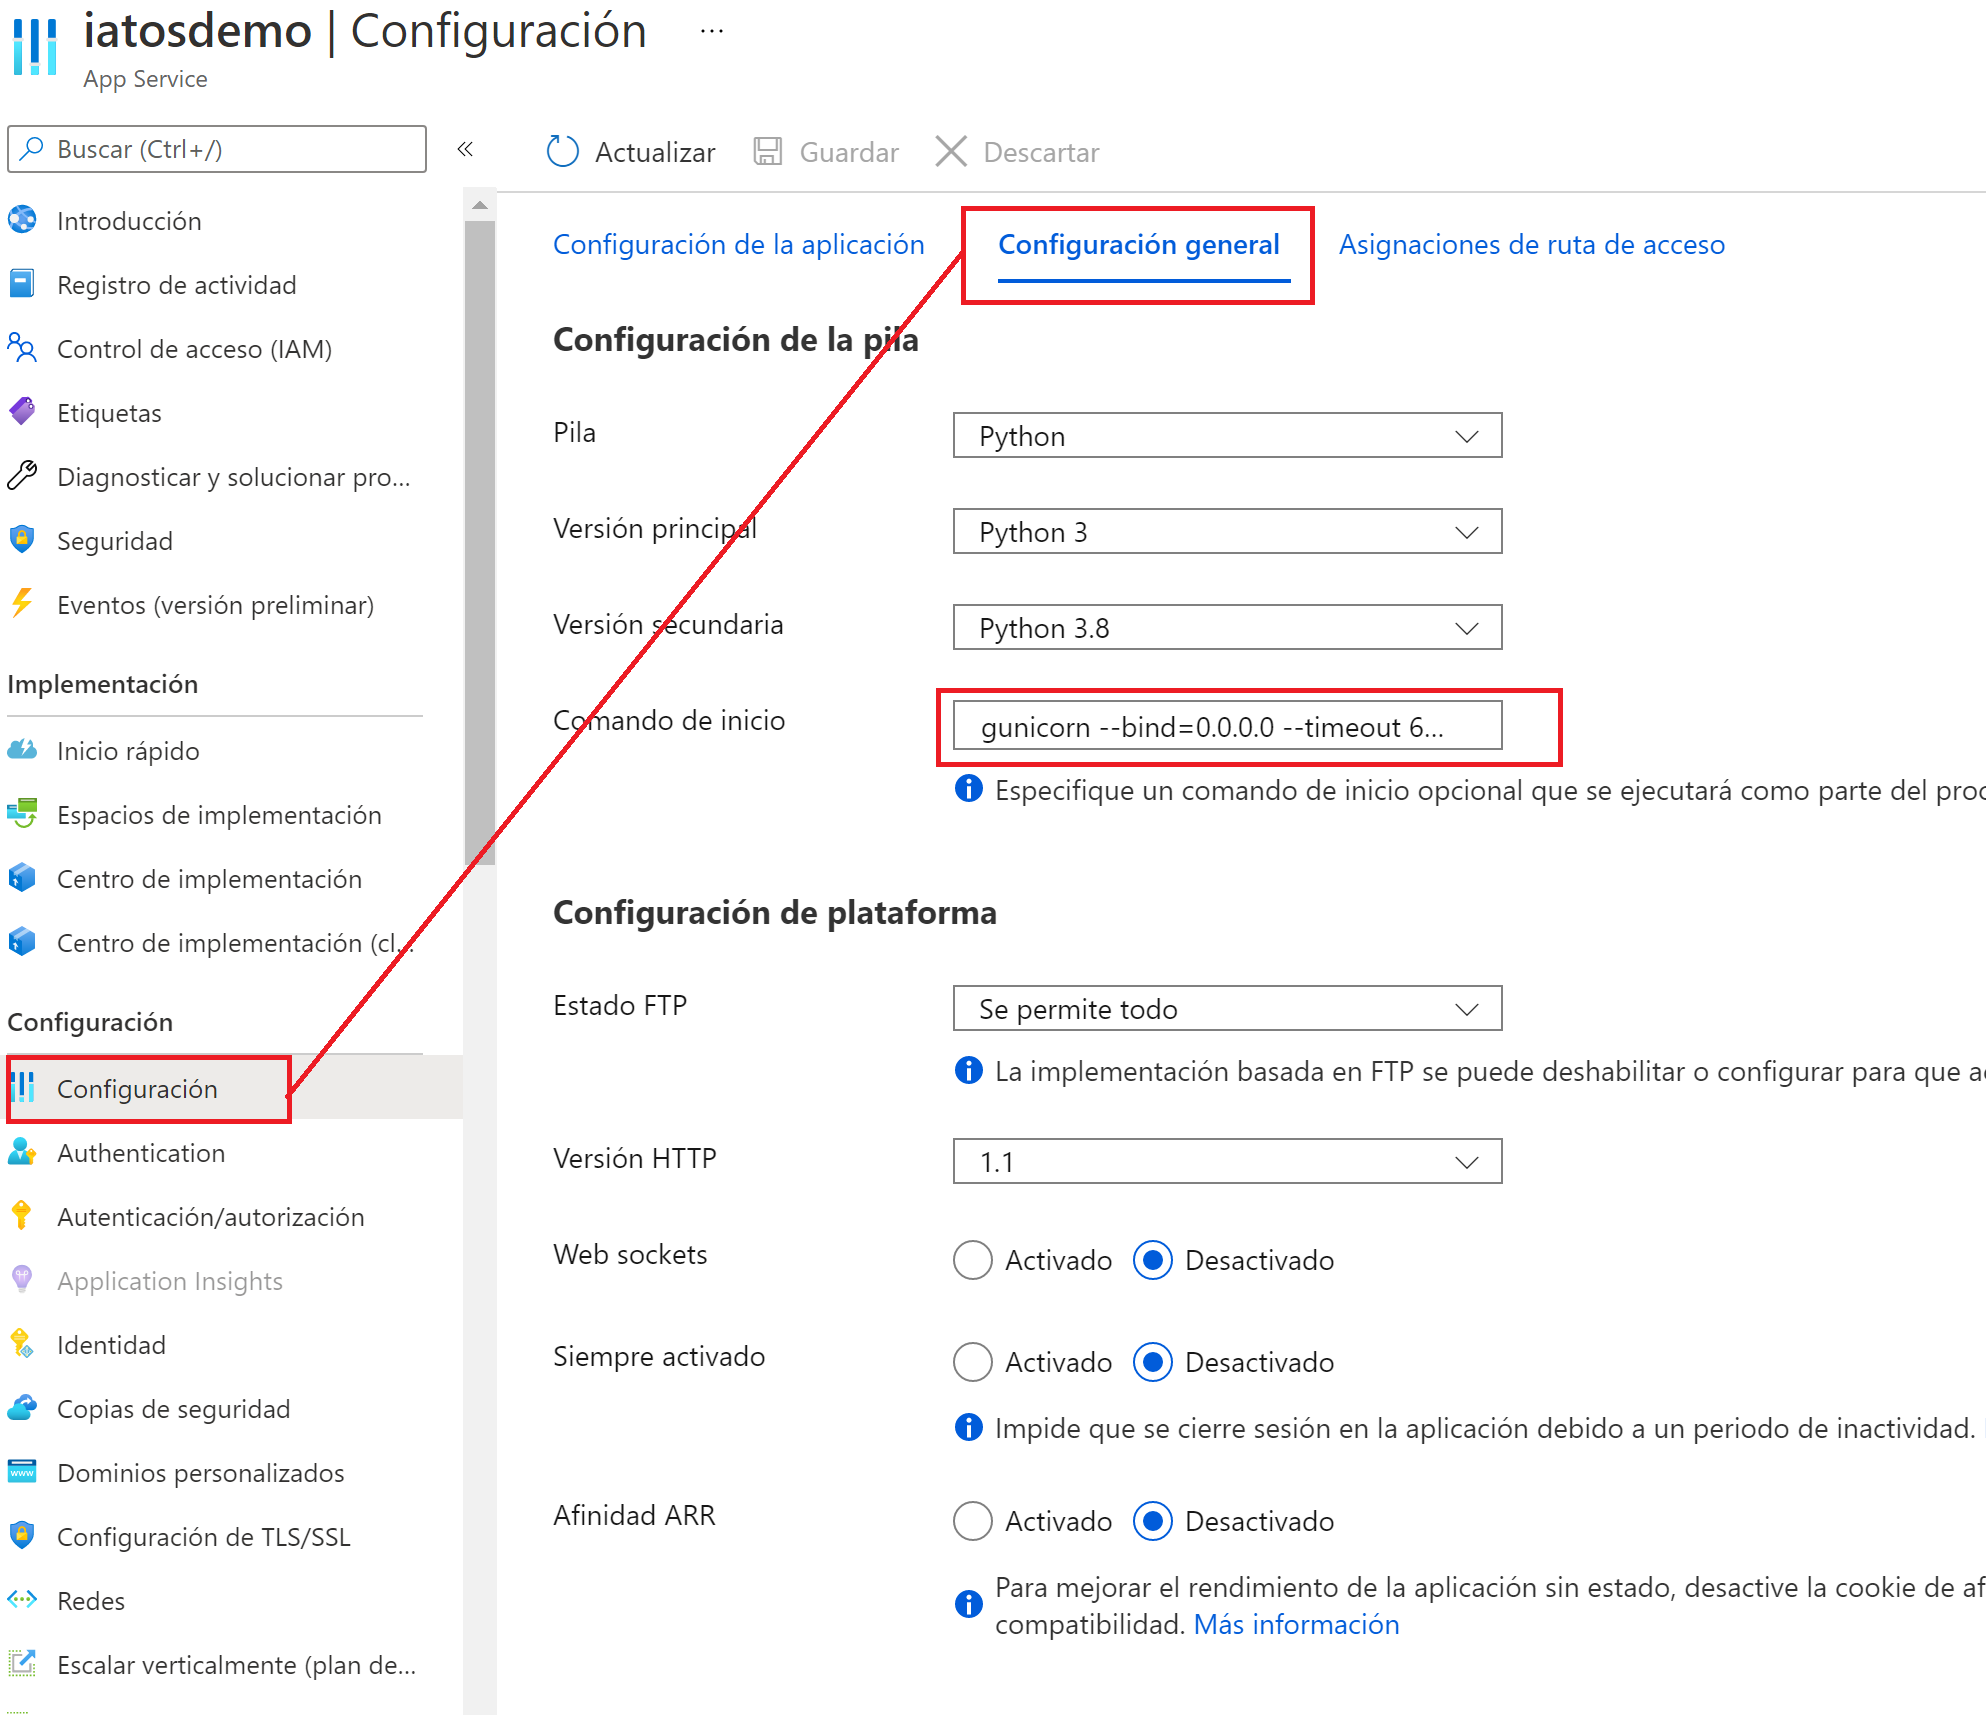 iatosdemo | Configuración ...
App Service
Buscar (Ctrl+/)
«
Actualizar
Guardar
Descartar
Introducción
Registro de actividad
Control de acceso (IAM)
Etiquetas
Diagnosticar y solucionar pro...
Seguridad
Eventos (versión preliminar)
Implementación
Inicio rápido
Espacios de implementación
Centro de implementación
Centro de implementación (cl...
Configuración
Configuración
Authentication
Autenticación/autorización
Application Insights
Identidad
Copias de seguridad
Dominios personalizados
Configuración de TLS/SSL
Redes
Escalar verticalmente (plan de...
Configuración de la aplicación
Configuración general
Asignaciones de ruta de acceso
Configuración de la pila
Pila
Python
Versión principal
Python 3
Versión secundaria
Python 3.8
Comando de inicio
gunicorn --bind=0.0.0.0 --timeout 6...
Especifique un comando de inicio opcional que se ejecutará como parte del proc
Configuración de plataforma
Estado FTP
Se permite todo
La implementación basada en FTP se puede deshabilitar o configurar para que ac
Versión HTTP
1.1
Web sockets
Activado
Desactivado
Siempre activado
Activado
Desactivado
Impide que se cierre sesión en la aplicación debido a un periodo de inactividad.
Afinidad ARR
Activado
Desactivado
Para mejorar el rendimiento de la aplicación sin estado, desactive la cookie de af
compatibilidad. Más información